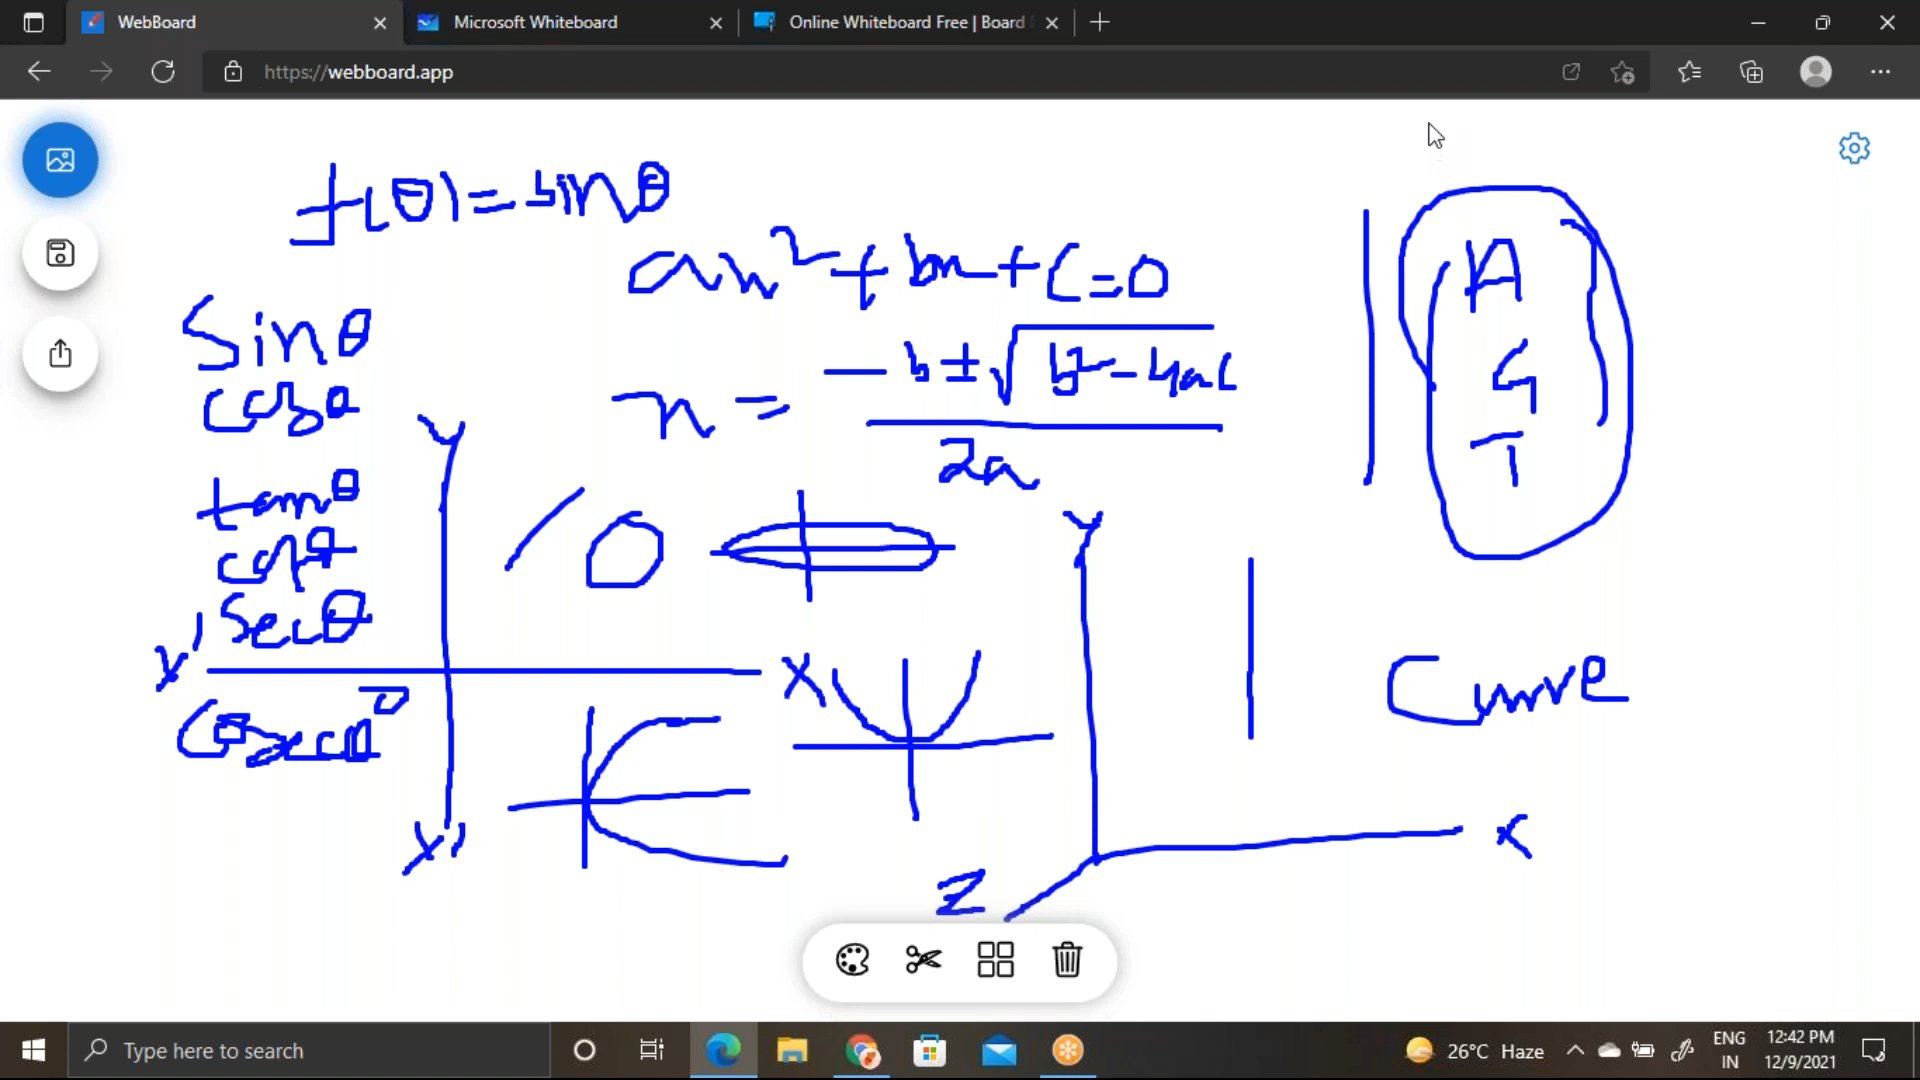 WebBoard
Microsoft Whiteboard
Online Whiteboard Free | Board
https://webboard.app
f(θ)=sinθ
ax²+bx+c=0
Sinθ
cosθ
x = -b±√b²-4ac
2a
tanθ
cotθ
secθ
Cosecθ
Y
X'
X
Y'
A
G
T
Y
X
Z
Curve
Type here to search
26°C Haze
ENG
IN
12:42 PM
12/9/2021